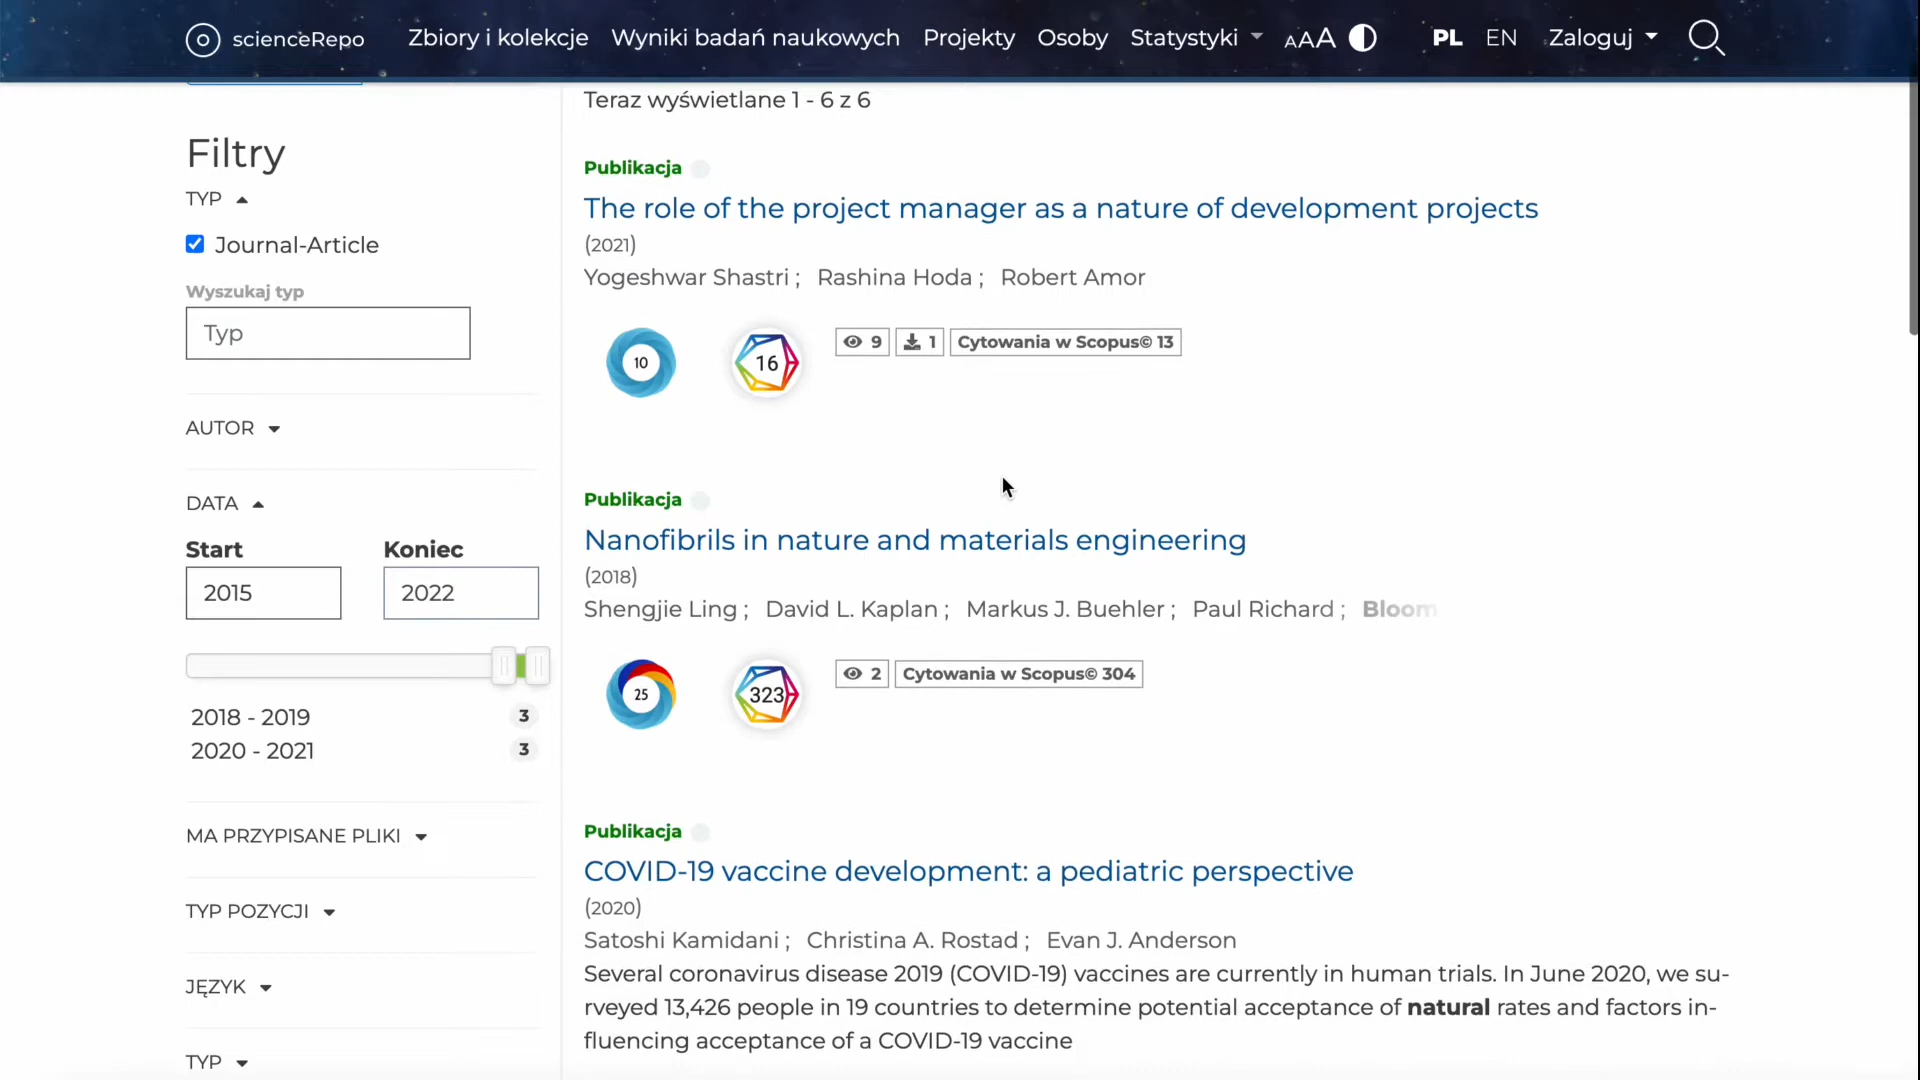 scienceRepo
Zbiory i kolekcje
Wyniki badań naukowych
Projekty
Osoby
Statystyki
AAA
PL
EN
Zaloguj
Filtry
TYP
Journal-Article
Wyszukaj typ
Typ
AUTOR
DATA
Start
Koniec
2015
2022
2018 - 2019 3
2020 - 2021 3
MA PRZYPISANE PLIKI
TYP POZYCJI
JĘZYK
TYP
Teraz wyświetlane 1 - 6 z 6
Publikacja
The role of the project manager as a nature of development projects
(2021)
Yogeshwar Shastri ; Rashina Hoda ; Robert Amor
10
16
9
1
Cytowania w Scopus© 13
Publikacja
Nanofibrils in nature and materials engineering
(2018)
Shengjie Ling ; David L. Kaplan ; Markus J. Buehler ; Paul Richard ; Bloom
25
323
2
Cytowania w Scopus© 304
Publikacja
COVID-19 vaccine development: a pediatric perspective
(2020)
Satoshi Kamidani ; Christina A. Rostad ; Evan J. Anderson
Several coronavirus disease 2019 (COVID-19) vaccines are currently in human trials. In June 2020, we su-
rveyed 13,426 people in 19 countries to determine potential acceptance of natural rates and factors in-
fluencing acceptance of a COVID-19 vaccine